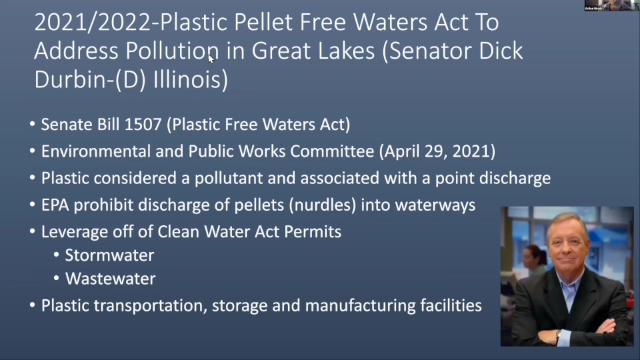 2021/2022-Plastic Pellet Free Waters Act To
Address Pollution in Great Lakes (Senator Dick
Durbin-(D) Illinois)
• Senate Bill 1507 (Plastic Free Waters Act)
• Environmental and Public Works Committee (April 29, 2021)
• Plastic considered a pollutant and associated with a point discharge
• EPA prohibit discharge of pellets (nurdles) into waterways
• Leverage off of Clean Water Act Permits
• Stormwater
• Wastewater
• Plastic transportation, storage and manufacturing facilities